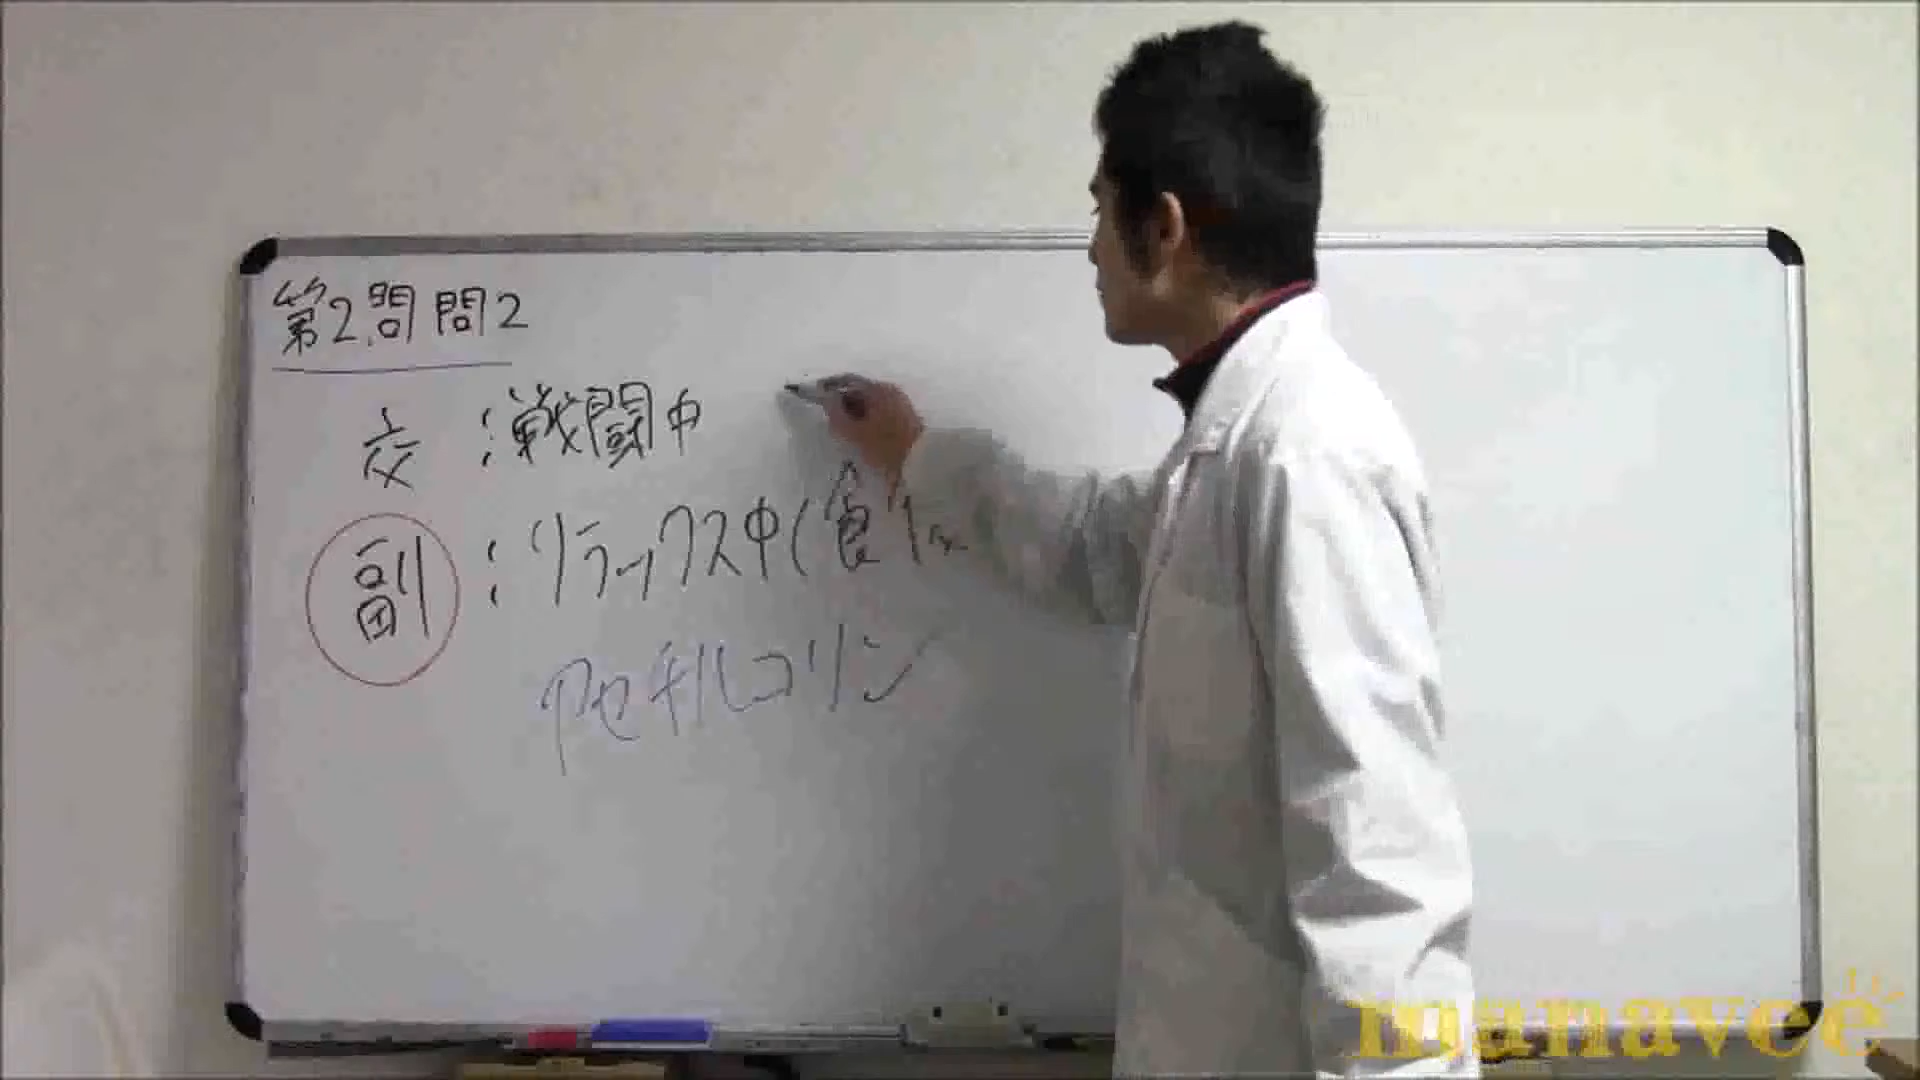 第2問 問2
交：戦闘中
副：リラックス中(食
アセチルコリン
manavee